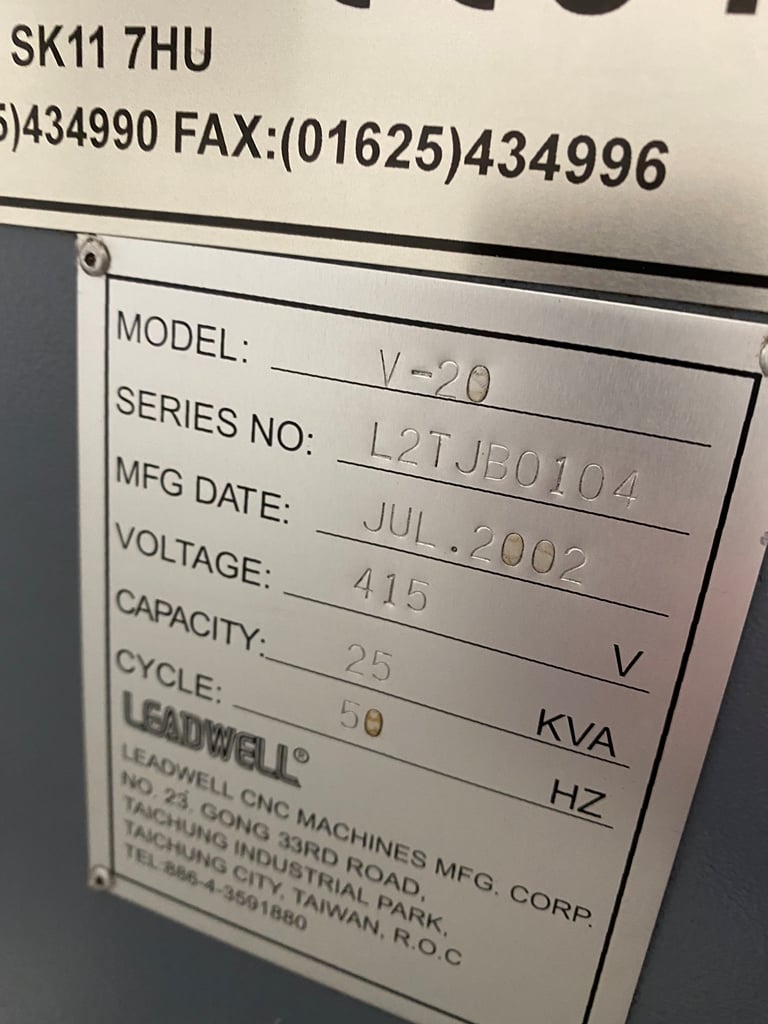 SK11 7HU
5)434990 FAX:(01625)434996
MODEL: V-20
SERIES NO: L2TJB0104
MFG DATE: JUL.2002
VOLTAGE: 415 V
CAPACITY: 25 KVA
CYCLE: 50 HZ
LEADWELL®
LEADWELL CNC MACHINES MFG. CORP.
NO. 23, GONG 33RD ROAD,
TAICHUNG INDUSTRIAL PARK,
TAICHUNG CITY, TAIWAN, R.O.C
TEL:886-4-3591880